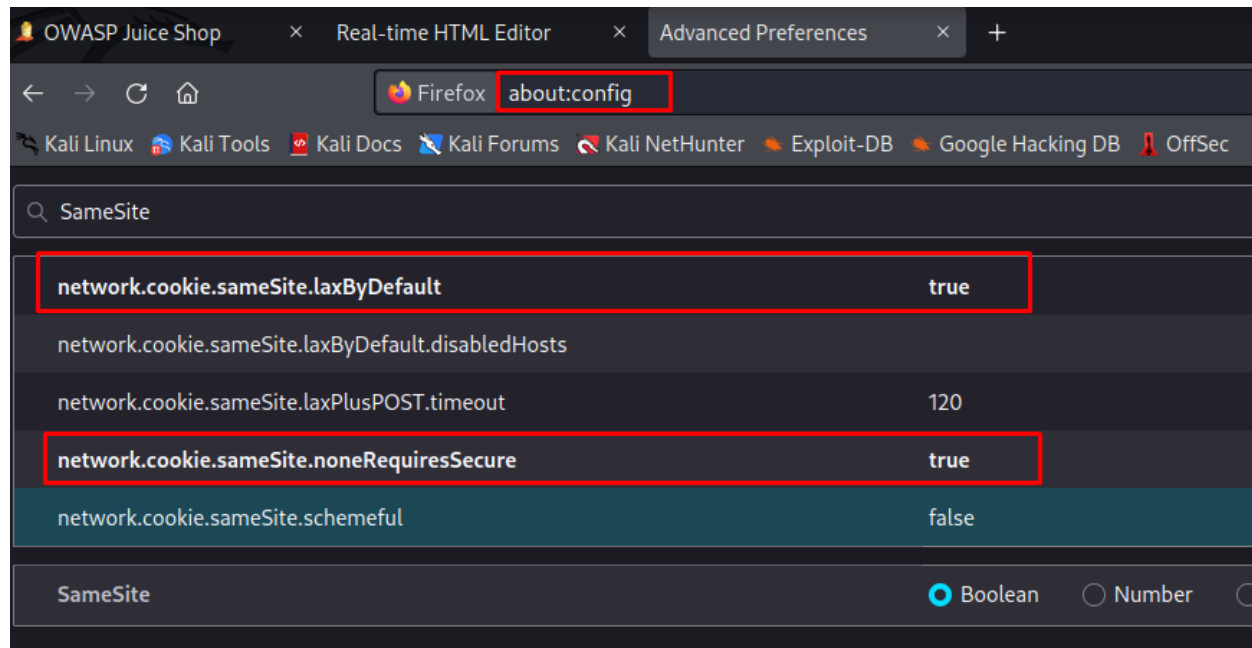 OWASP Juice Shop × Real-time HTML Editor × Advanced Preferences × +
Firefox about:config
Kali Linux Kali Tools Kali Docs Kali Forums Kali NetHunter Exploit-DB Google Hacking DB OffSec
SameSite
network.cookie.sameSite.laxByDefault true
network.cookie.sameSite.laxByDefault.disabledHosts
network.cookie.sameSite.laxPlusPOST.timeout 120
network.cookie.sameSite.noneRequiresSecure true
network.cookie.sameSite.schemeful false
SameSite Boolean Number